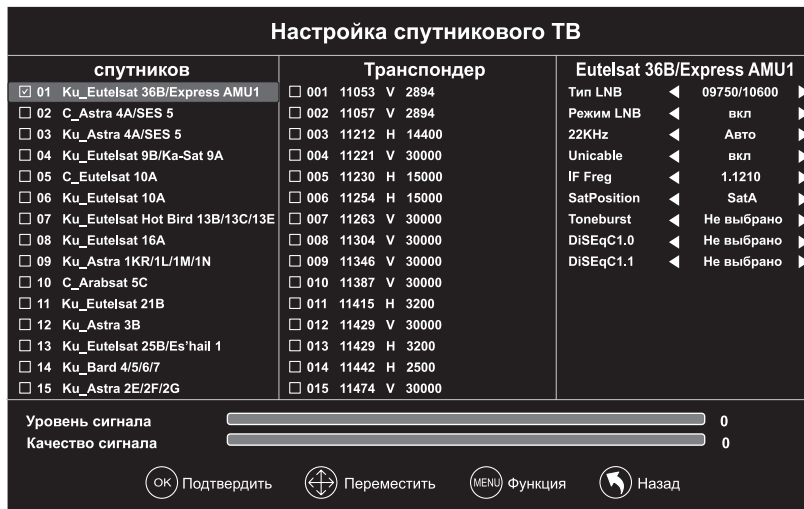 Настройка спутникового ТВ
спутников
01 Ku_Eutelsat 36B/Express AMU1
02 C_Astra 4A/SES 5
03 Ku_Astra 4A/SES 5
04 Ku_Eutelsat 9B/Ka-Sat 9A
05 C_Eutelsat 10A
06 Ku_Eutelsat 10A
07 Ku_Eutelsat Hot Bird 13B/13C/13E
08 Ku_Eutelsat 16A
09 Ku_Astra 1KR/1L/1M/1N
10 C_Arabsat 5C
11 Ku_Eutelsat 21B
12 Ku_Astra 3B
13 Ku_Eutelsat 25B/Es'hail 1
14 Ku_Bard 4/5/6/7
15 Ku_Astra 2E/2F/2G
Транспондер
001 11053 V 2894
002 11057 V 2894
003 11212 H 14400
004 11221 V 30000
005 11230 H 15000
006 11254 H 15000
007 11263 V 30000
008 11304 V 30000
009 11346 V 30000
010 11387 V 30000
011 11415 H 3200
012 11429 V 30000
013 11429 H 3200
014 11442 H 2500
015 11474 V 30000
Eutelsat 36B/Express AMU1
Тип LNB 09750/10600
Режим LNB вкл
22KHz Авто
Unicable вкл
IF Freg 1.1210
SatPosition SatA
Toneburst Не выбрано
DiSEqC1.0 Не выбрано
DiSEqC1.1 Не выбрано
Уровень сигнала 0
Качество сигнала 0
OK Подтвердить Переместить MENU Функция Назад